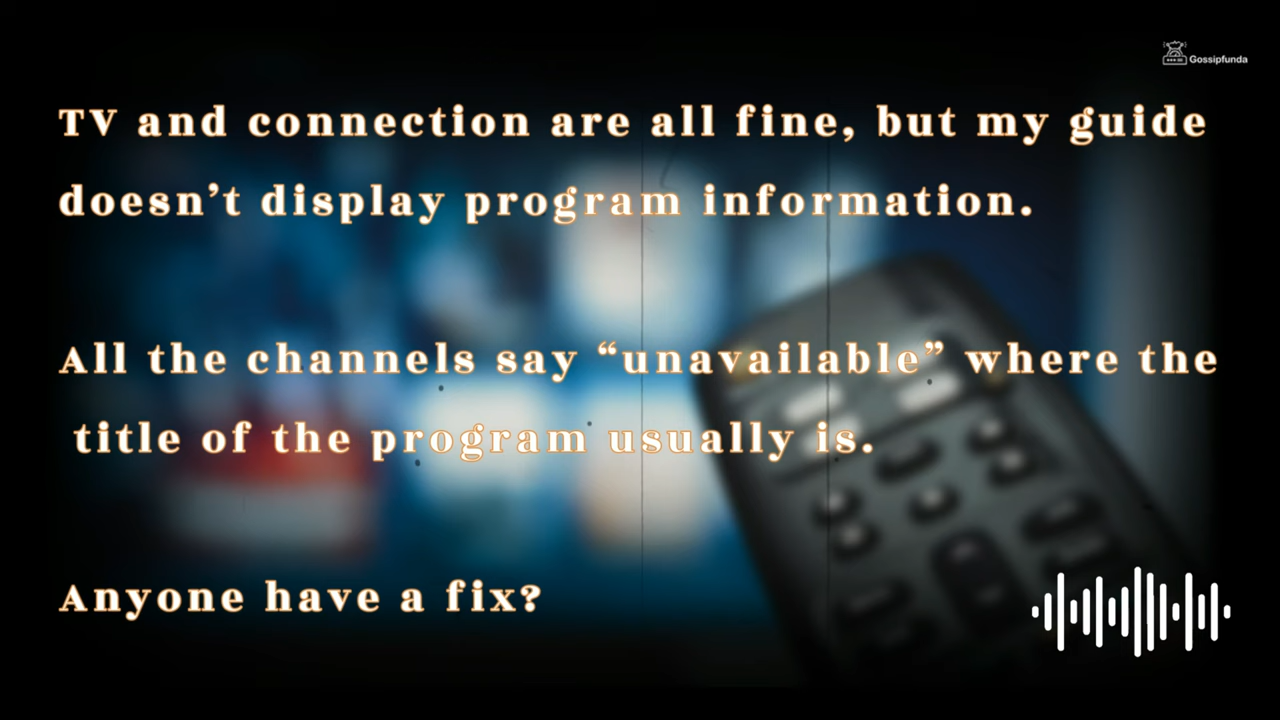 Gossipfunda
TV and connection are all fine, but my guide
doesn’t display program information.
All the channels say “unavailable” where the
title of the program usually is.
Anyone have a fix?